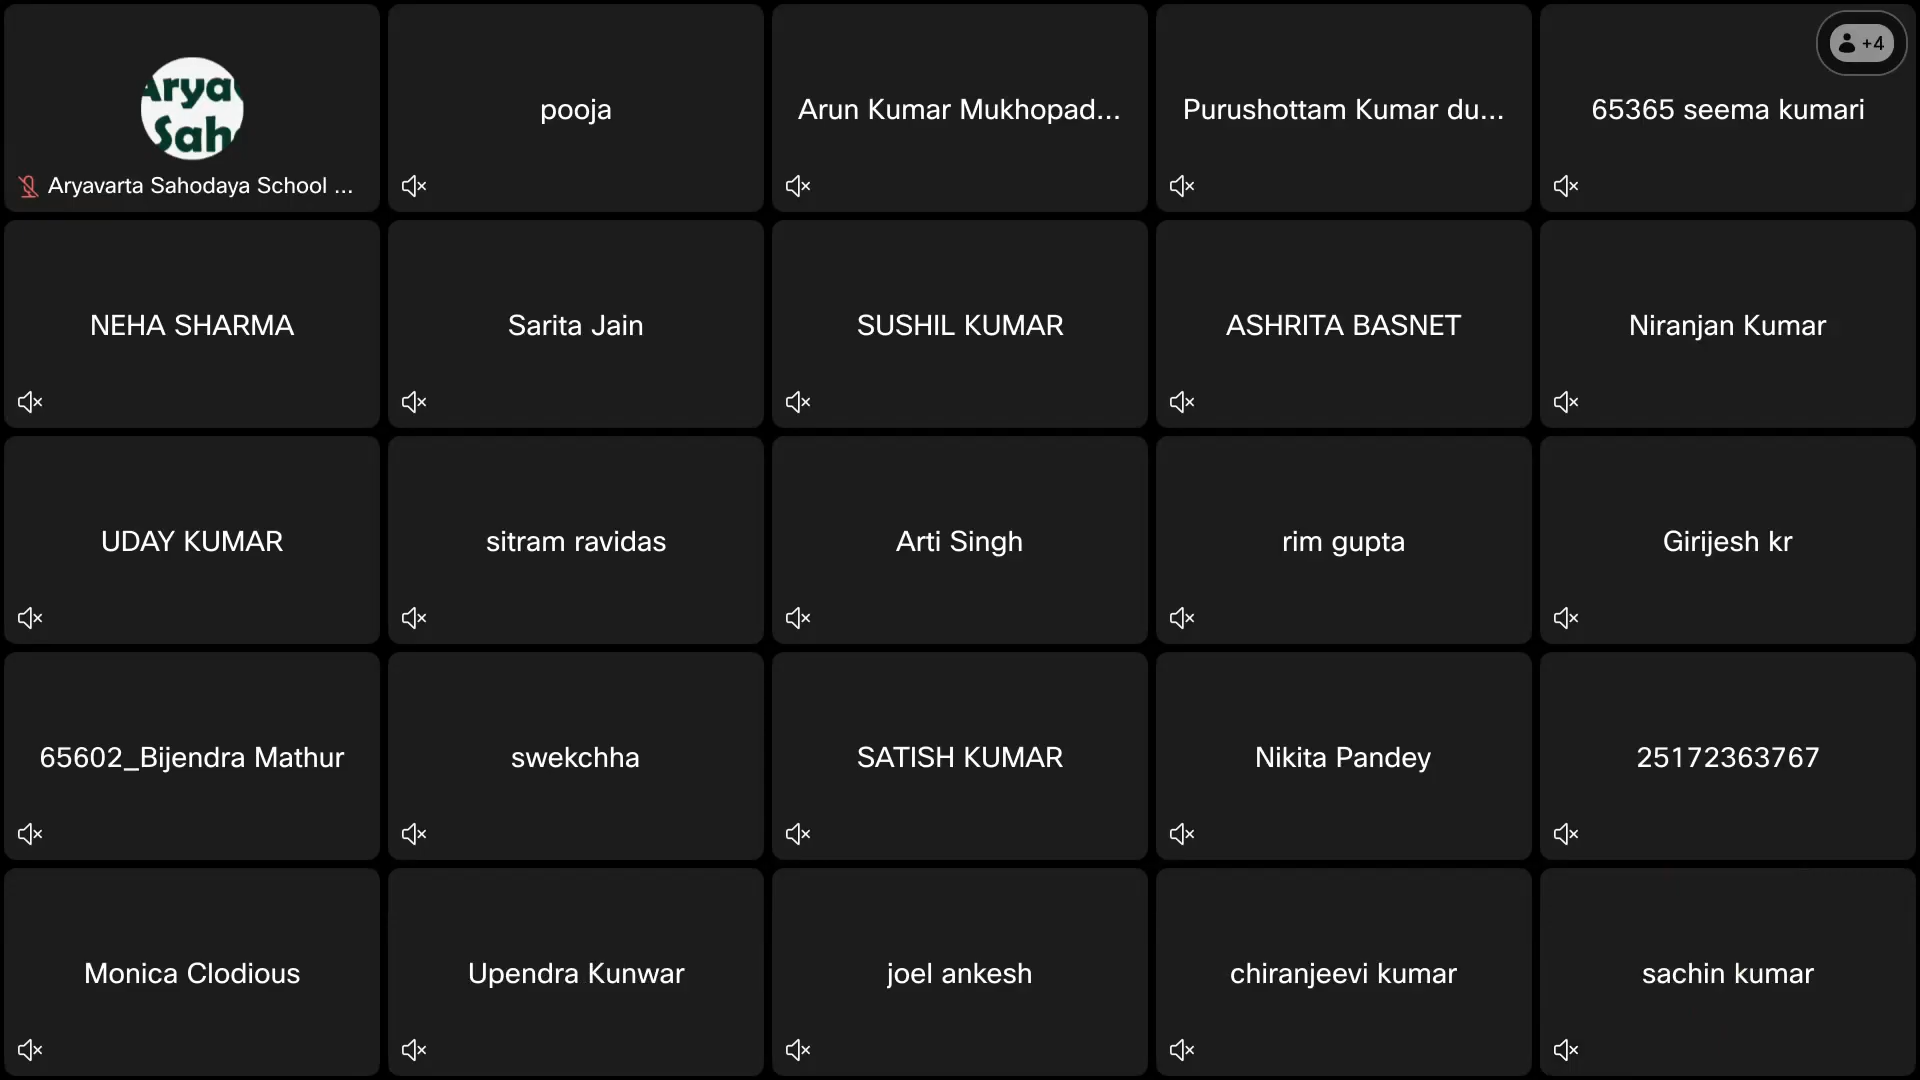 Arya
Sah
Aryavarta Sahodaya School ...
pooja
Arun Kumar Mukhopad...
Purushottam Kumar du...
+4
65365 seema kumari
NEHA SHARMA
Sarita Jain
SUSHIL KUMAR
ASHRITA BASNET
Niranjan Kumar
UDAY KUMAR
sitram ravidas
Arti Singh
rim gupta
Girijesh kr
65602_Bijendra Mathur
swekchha
SATISH KUMAR
Nikita Pandey
25172363767
Monica Clodious
Upendra Kunwar
joel ankesh
chiranjeevi kumar
sachin kumar